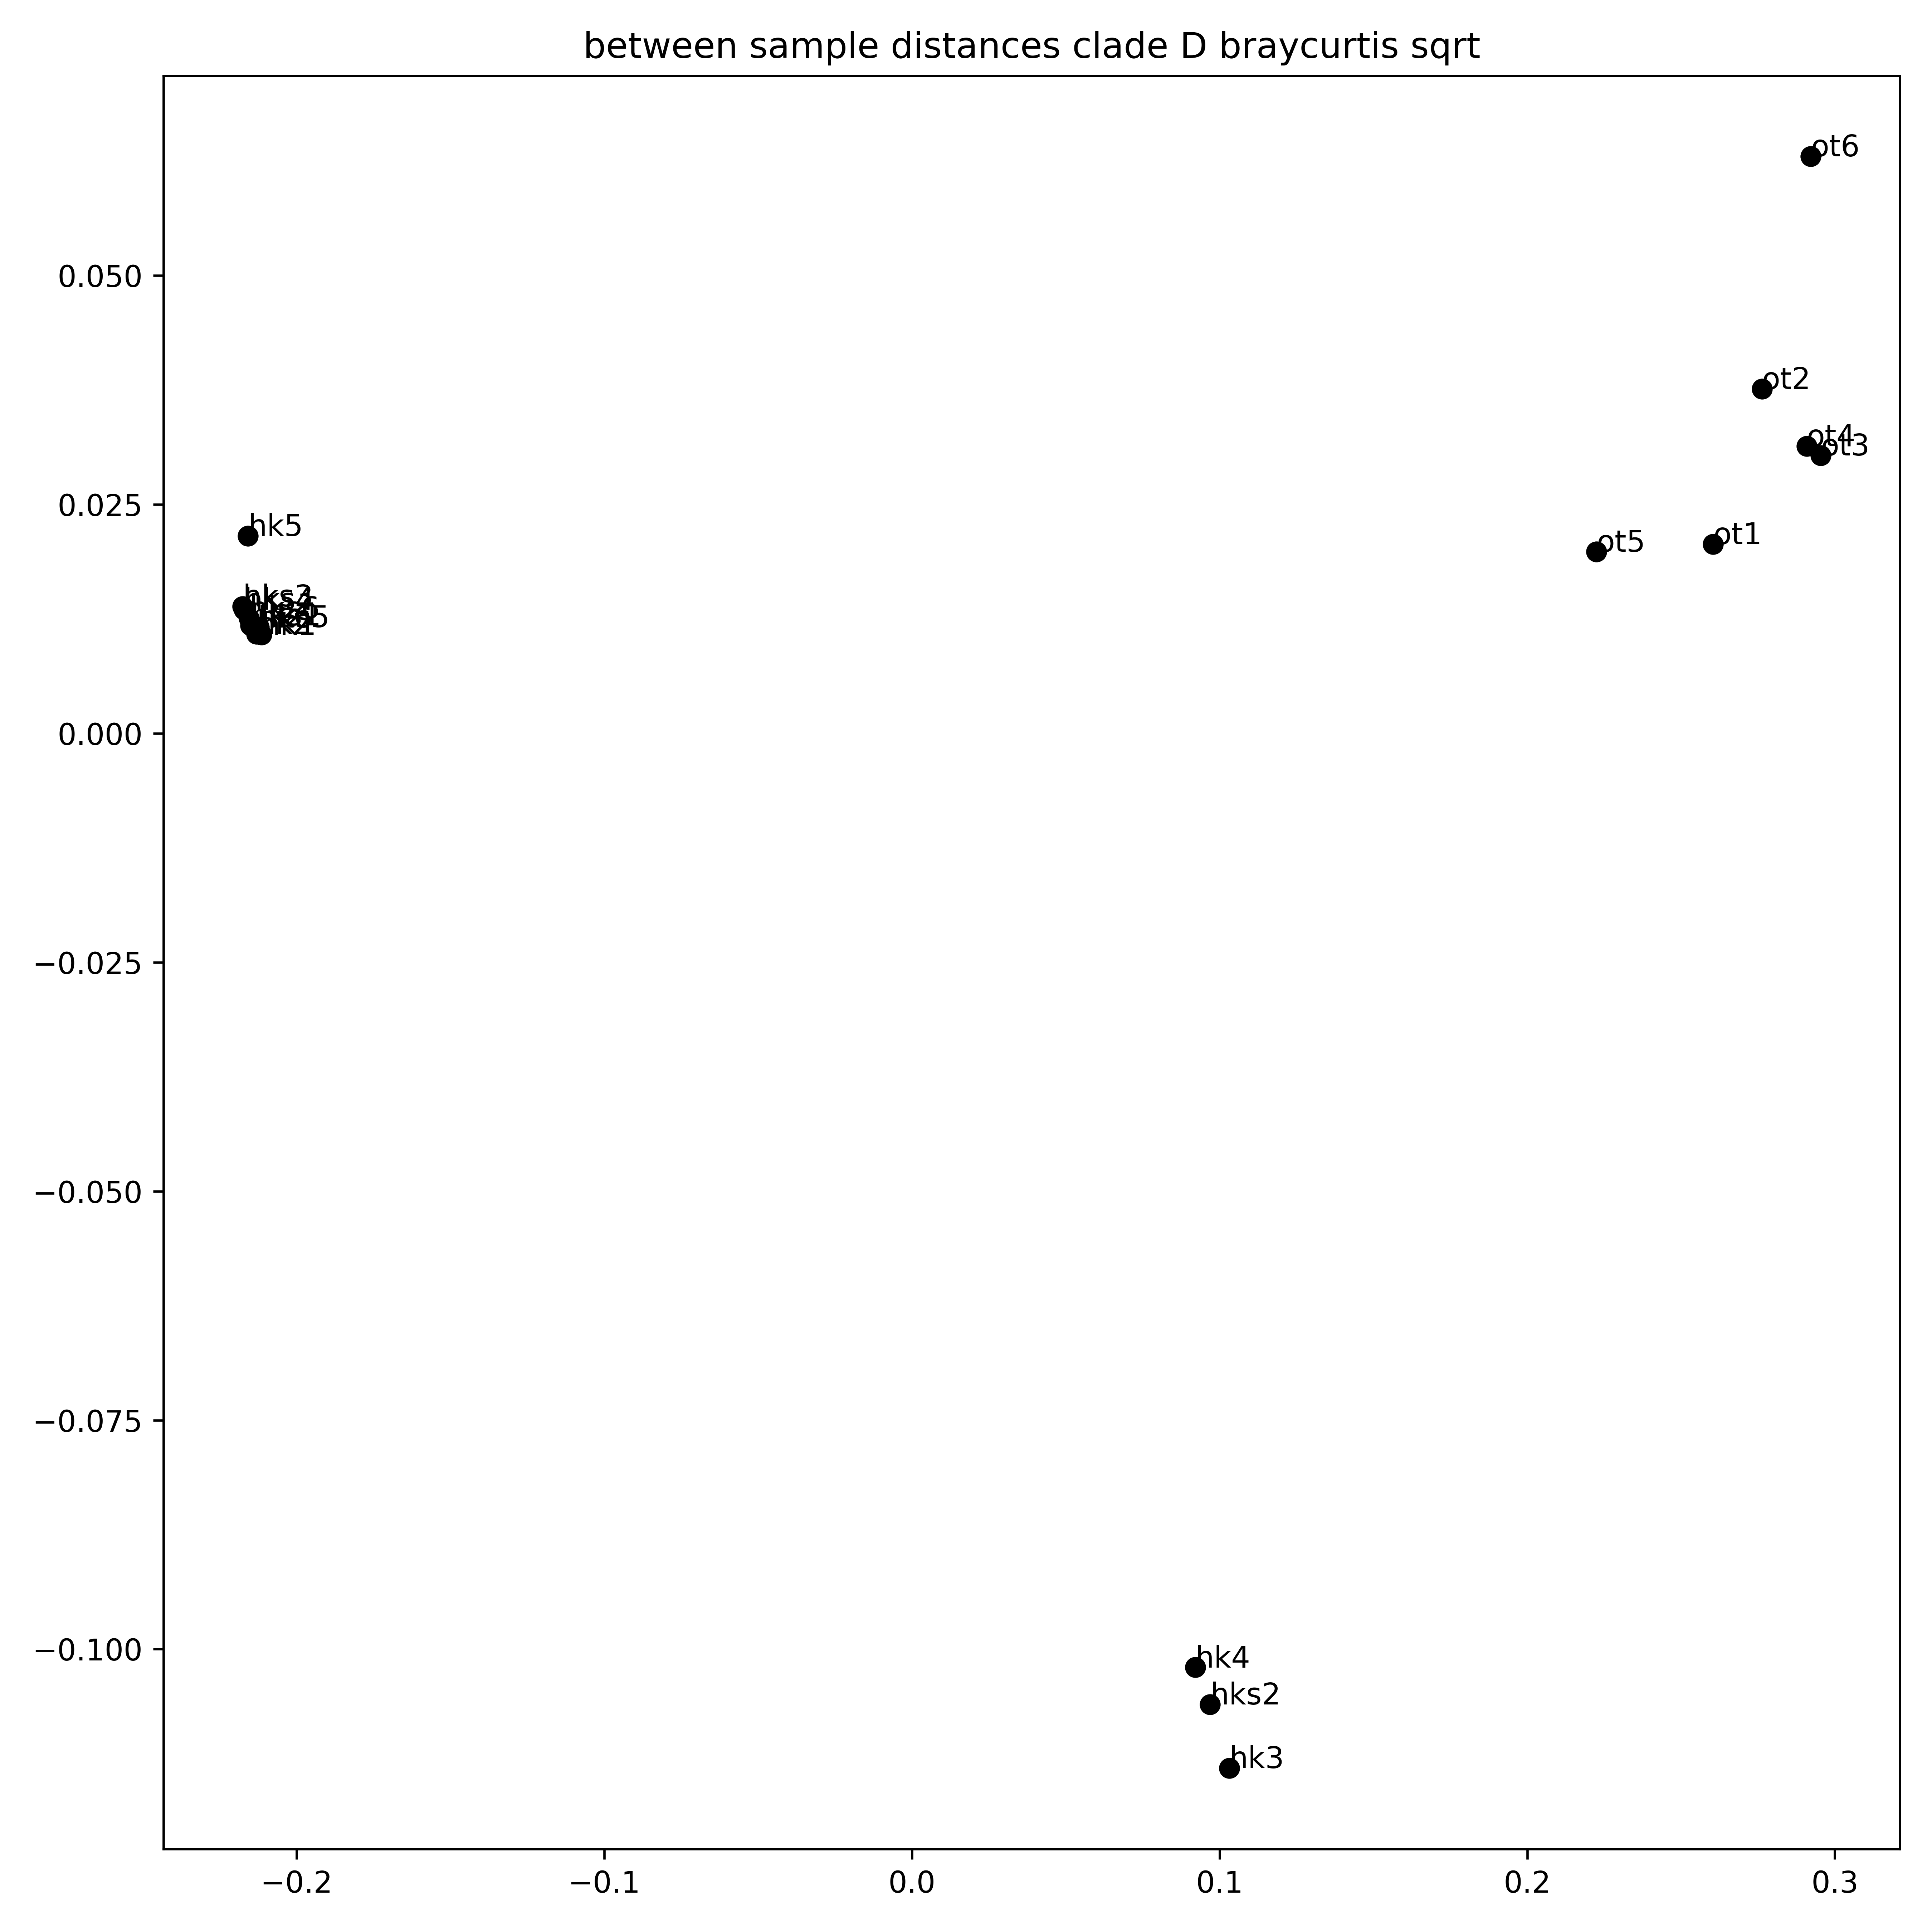 between sample distances clade D braycurtis sqrt
ot6
0.050
ot2
ot4
ot3
0.025
hk5
ot5
ot1
hks3
0.000
−0.025
−0.050
−0.075
−0.100
hk4
hks2
hk3
−0.2
−0.1
0.0
0.1
0.2
0.3